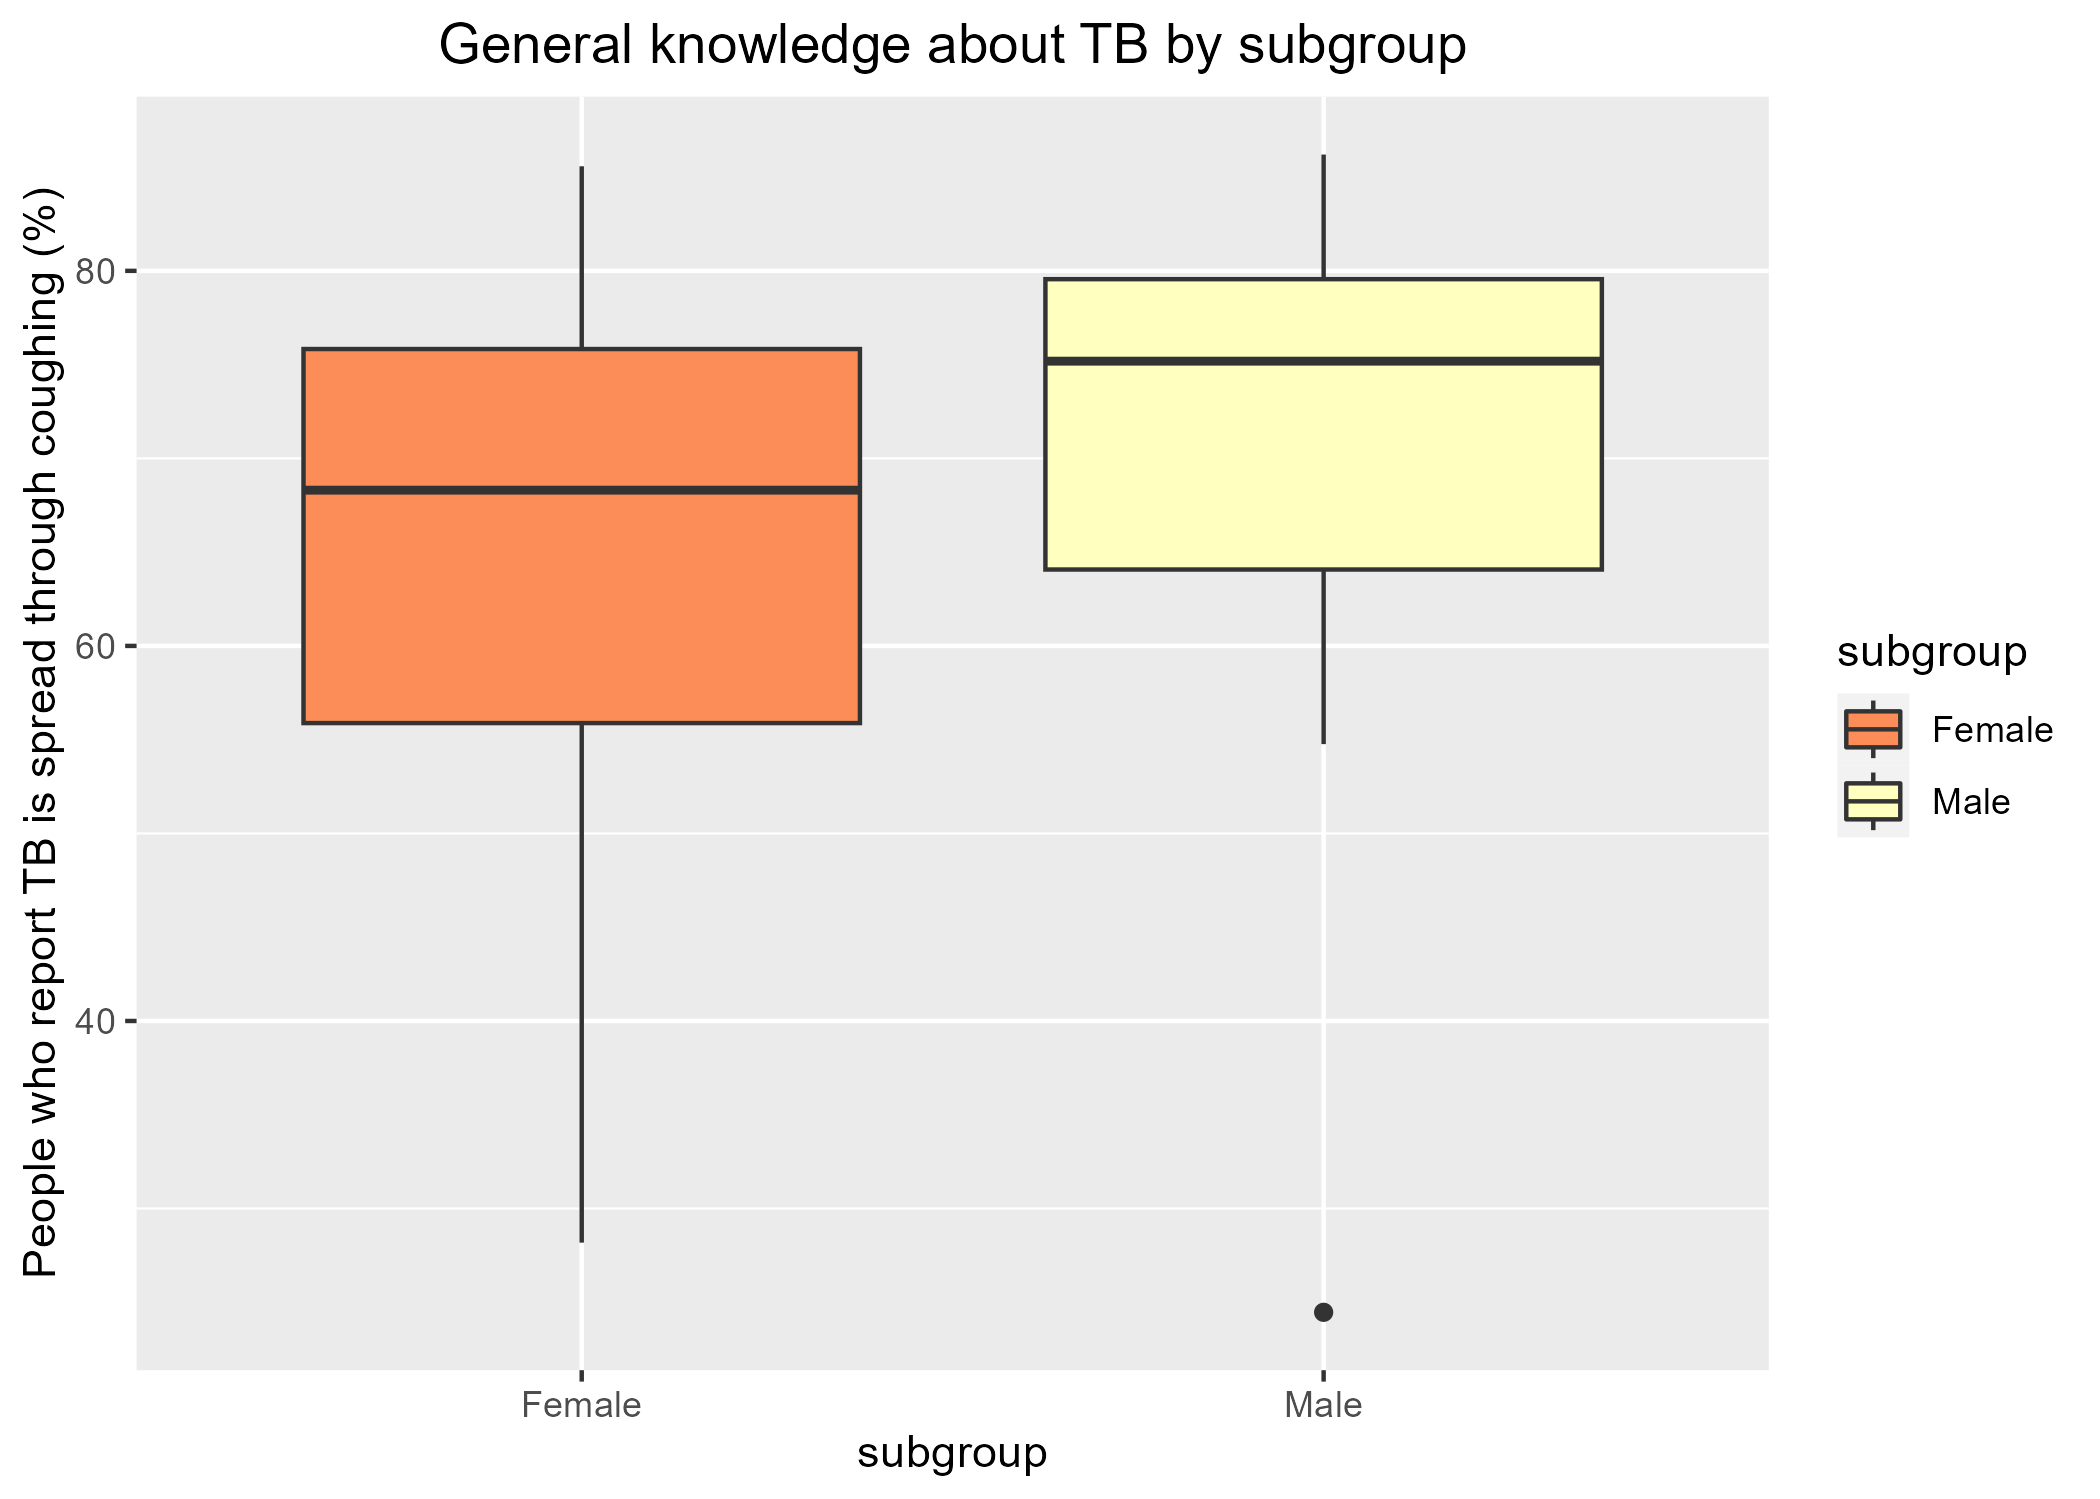 General knowledge about TB by subgroup
People who report TB is spread through coughing (%)
80
60
40
Female
Male
subgroup
subgroup
Female
Male